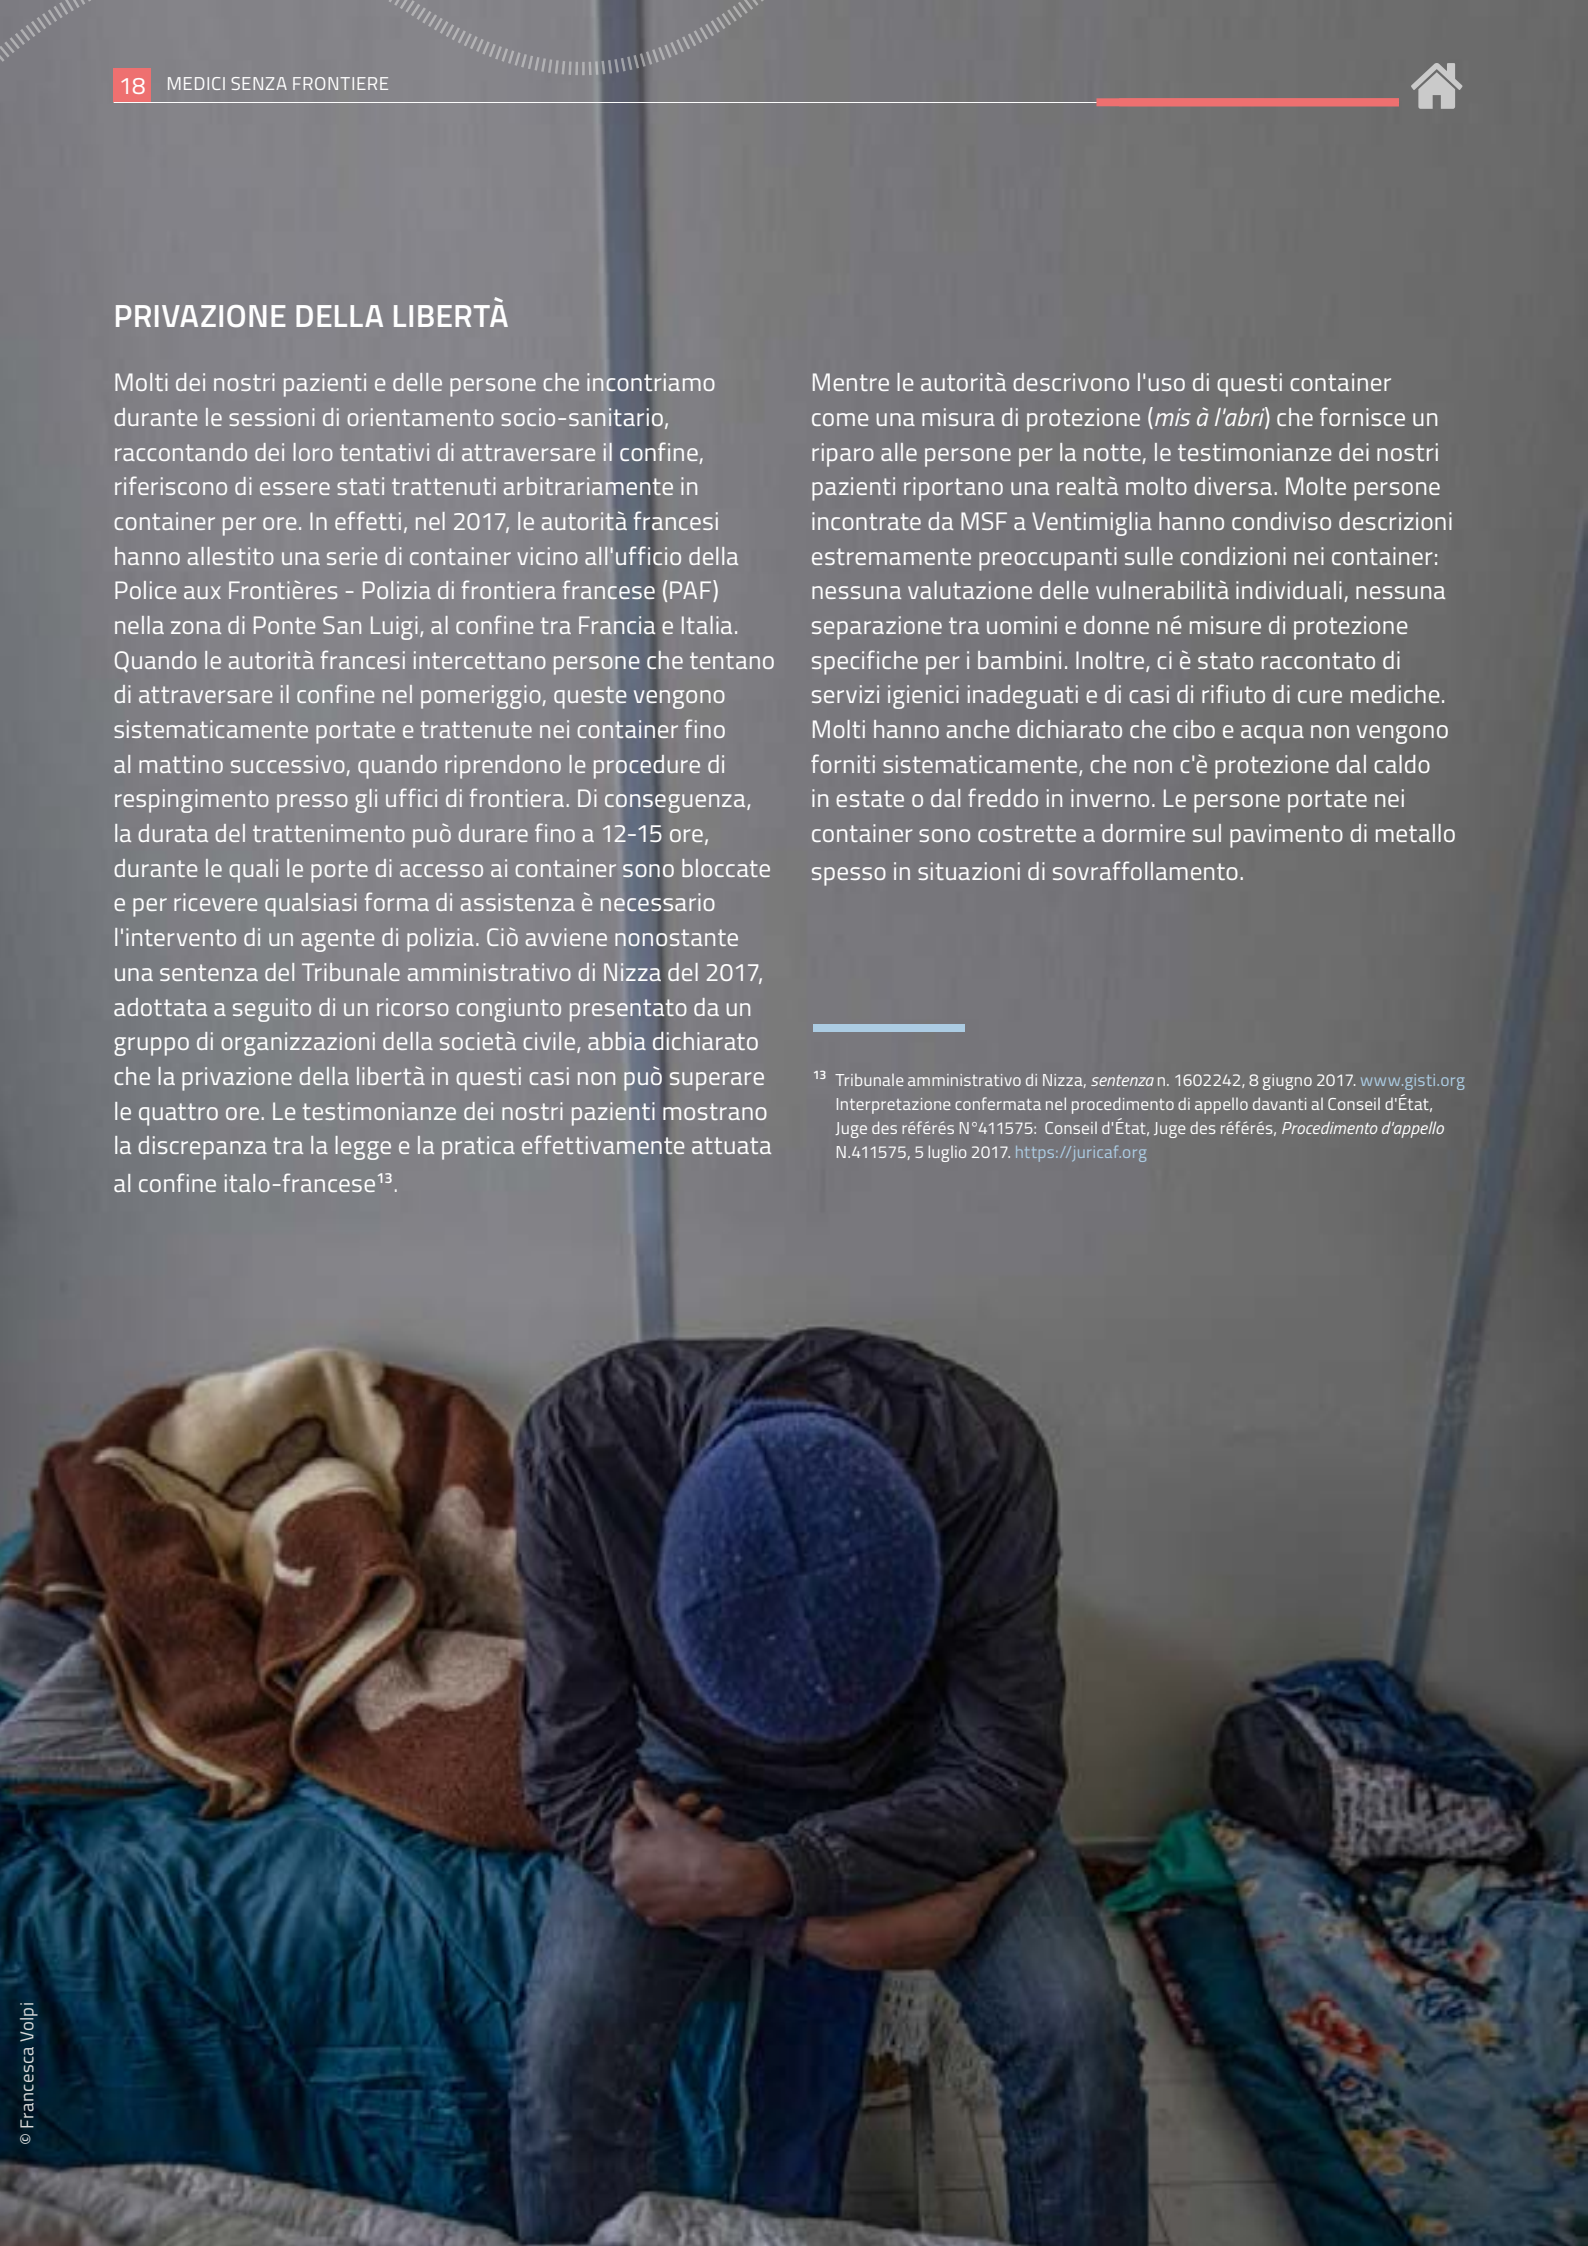 18 MEDICI SENZA FRONTIERE
PRIVAZIONE DELLA LIBERTÀ
Molti dei nostri pazienti e delle persone che incontriamo
durante le sessioni di orientamento socio-sanitario,
raccontando dei loro tentativi di attraversare il confine,
riferiscono di essere stati trattenuti arbitrariamente in
container per ore. In effetti, nel 2017, le autorità francesi
hanno allestito una serie di container vicino all'ufficio della
Police aux Frontières - Polizia di frontiera francese (PAF)
nella zona di Ponte San Luigi, al confine tra Francia e Italia.
Quando le autorità francesi intercettano persone che tentano
di attraversare il confine nel pomeriggio, queste vengono
sistematicamente portate e trattenute nei container fino
al mattino successivo, quando riprendono le procedure di
respingimento presso gli uffici di frontiera. Di conseguenza,
la durata del trattenimento può durare fino a 12-15 ore,
durante le quali le porte di accesso ai container sono bloccate
e per ricevere qualsiasi forma di assistenza è necessario
l'intervento di un agente di polizia. Ciò avviene nonostante
una sentenza del Tribunale amministrativo di Nizza del 2017,
adottata a seguito di un ricorso congiunto presentato da un
gruppo di organizzazioni della società civile, abbia dichiarato
che la privazione della libertà in questi casi non può superare
le quattro ore. Le testimonianze dei nostri pazienti mostrano
la discrepanza tra la legge e la pratica effettivamente attuata
al confine italo-francese¹³.
Mentre le autorità descrivono l'uso di questi container
come una misura di protezione (mis à l'abri) che fornisce un
riparo alle persone per la notte, le testimonianze dei nostri
pazienti riportano una realtà molto diversa. Molte persone
incontrate da MSF a Ventimiglia hanno condiviso descrizioni
estremamente preoccupanti sulle condizioni nei container:
nessuna valutazione delle vulnerabilità individuali, nessuna
separazione tra uomini e donne né misure di protezione
specifiche per i bambini. Inoltre, ci è stato raccontato di
servizi igienici inadeguati e di casi di rifiuto di cure mediche.
Molti hanno anche dichiarato che cibo e acqua non vengono
forniti sistematicamente, che non c'è protezione dal caldo
in estate o dal freddo in inverno. Le persone portate nei
container sono costrette a dormire sul pavimento di metallo
spesso in situazioni di sovraffollamento.
¹³ Tribunale amministrativo di Nizza, sentenza n. 1602242, 8 giugno 2017. www.gisti.org
Interpretazione confermata nel procedimento di appello davanti al Conseil d'État,
Juge des référés N°411575: Conseil d'État, Juge des référés, Procedimento d'appello
N.411575, 5 luglio 2017. https://juricaf.org
© Francesca Volpi